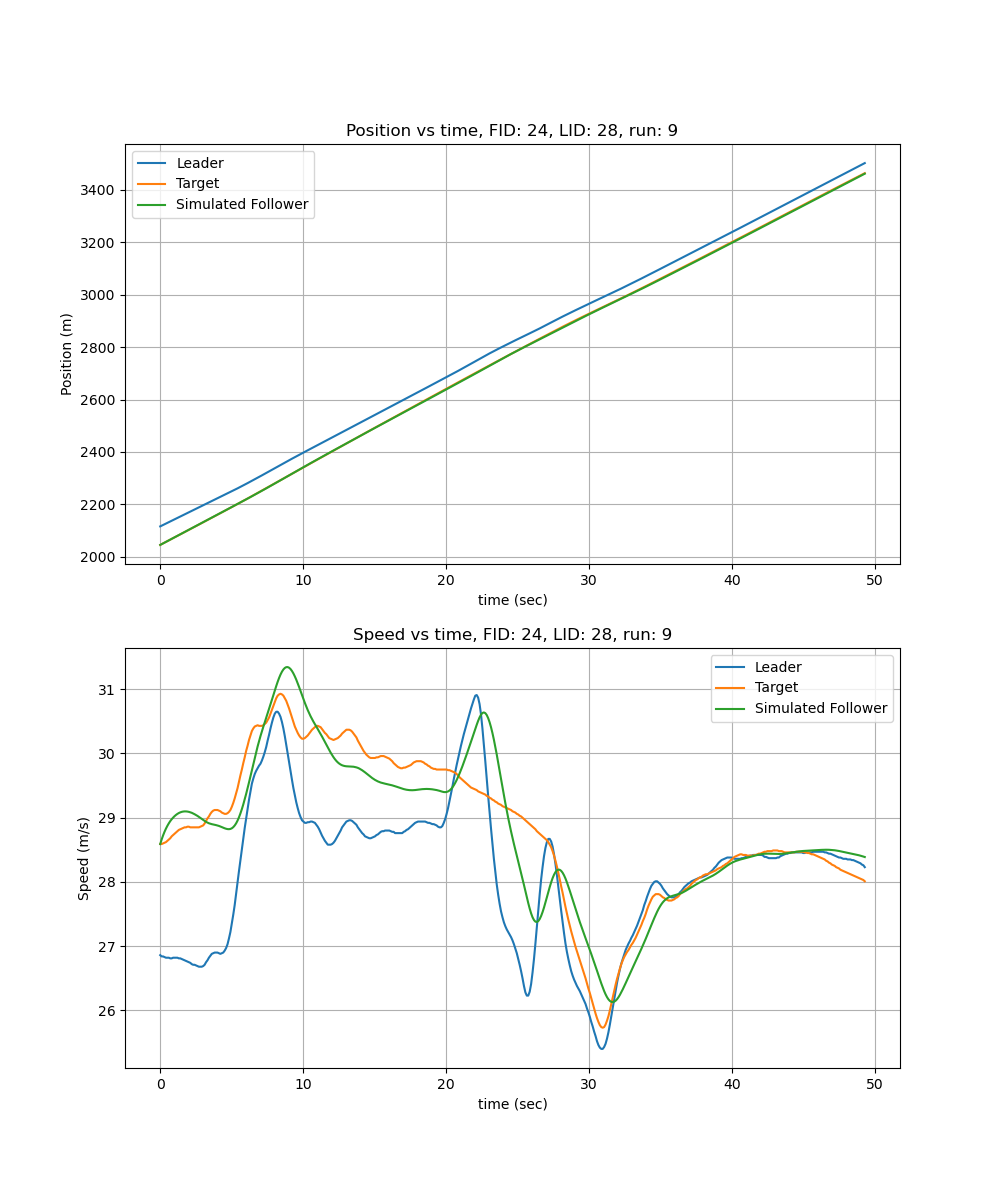 Position vs time, FID: 24, LID: 28, run: 9
Leader
Target
Simulated Follower
3400
3200
3000
2800
2600
2400
2200
2000
Position (m)
0 10 20 30 40 50
time (sec)
Speed vs time, FID: 24, LID: 28, run: 9
Leader
Target
Simulated Follower
31
30
29
28
27
26
Speed (m/s)
0 10 20 30 40 50
time (sec)